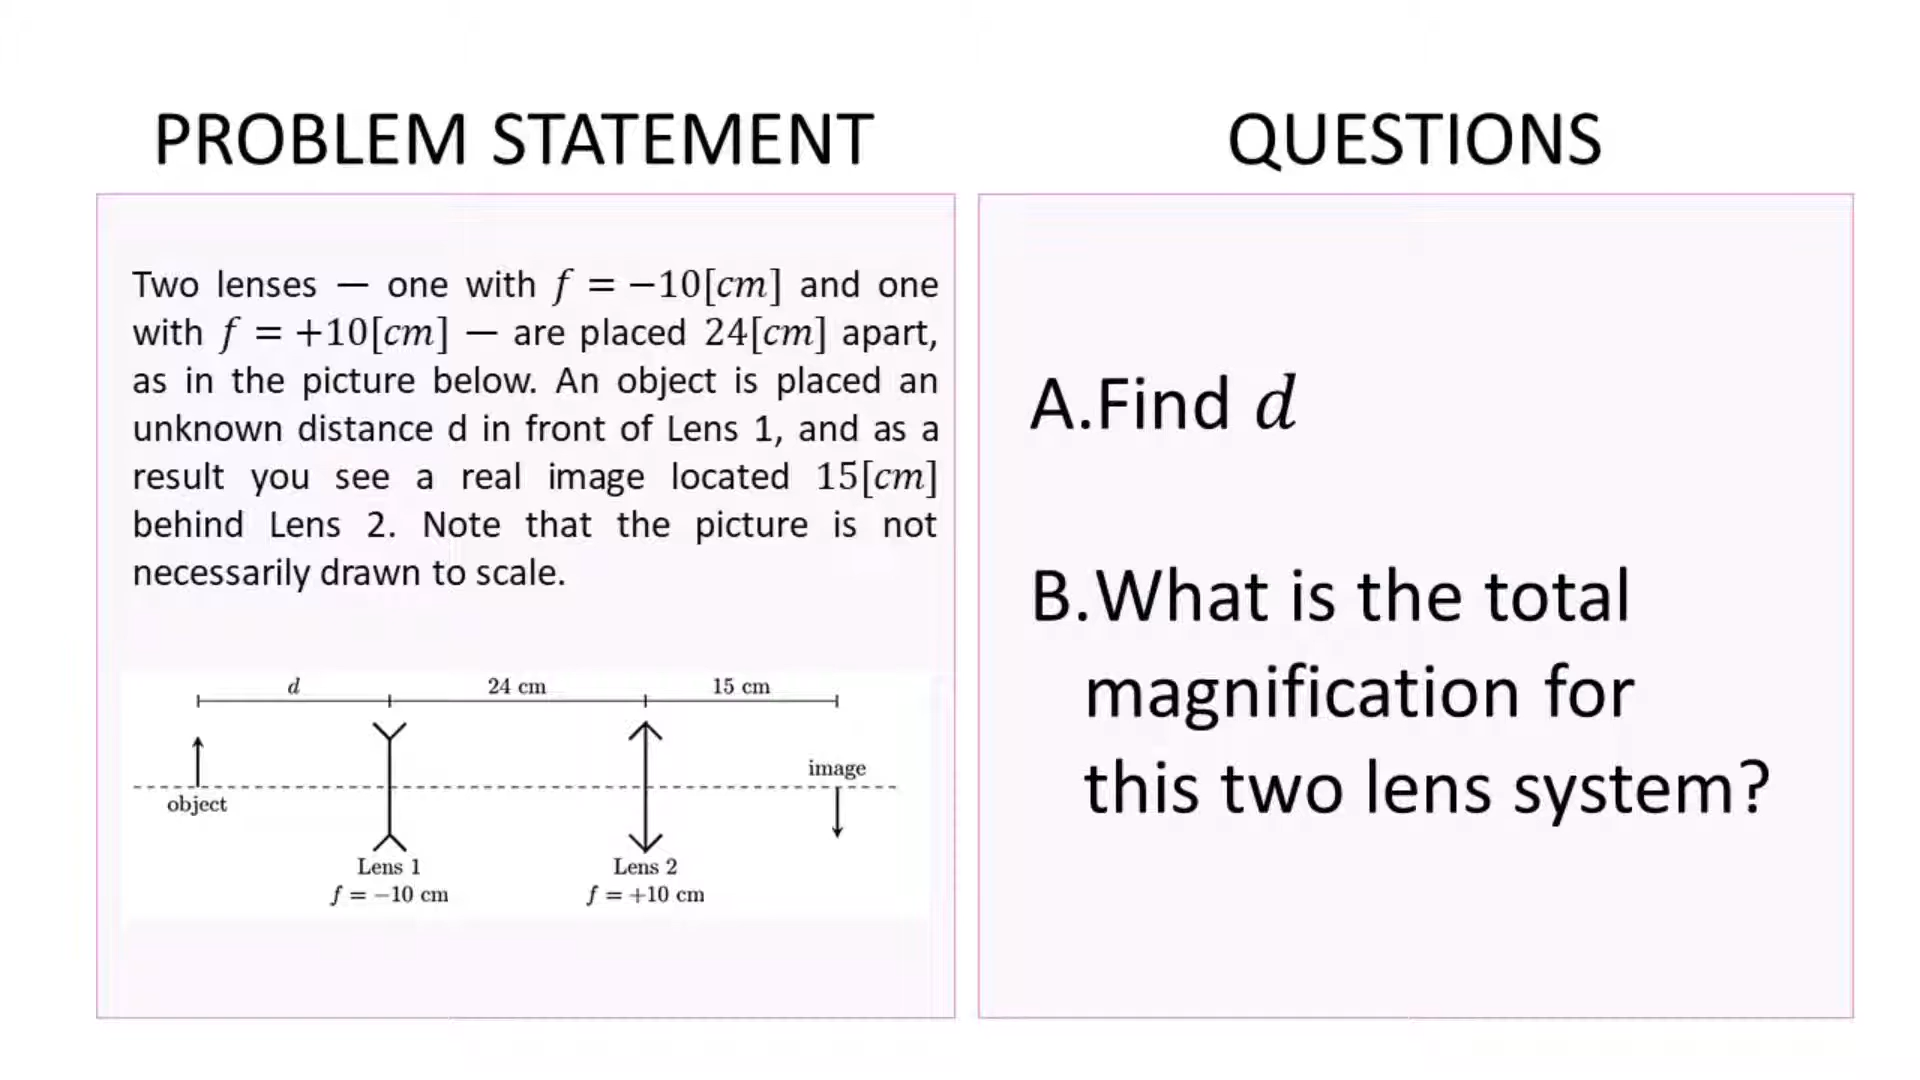 PROBLEM STATEMENT
Two lenses — one with f = −10[cm] and one
with f = +10[cm] — are placed 24[cm] apart,
as in the picture below. An object is placed an
unknown distance d in front of Lens 1, and as a
result you see a real image located 15[cm]
behind Lens 2. Note that the picture is not
necessarily drawn to scale.
d
24 cm
15 cm
object
image
Lens 1
f = −10 cm
Lens 2
f = +10 cm
QUESTIONS
A.Find d
B.What is the total
magnification for
this two lens system?